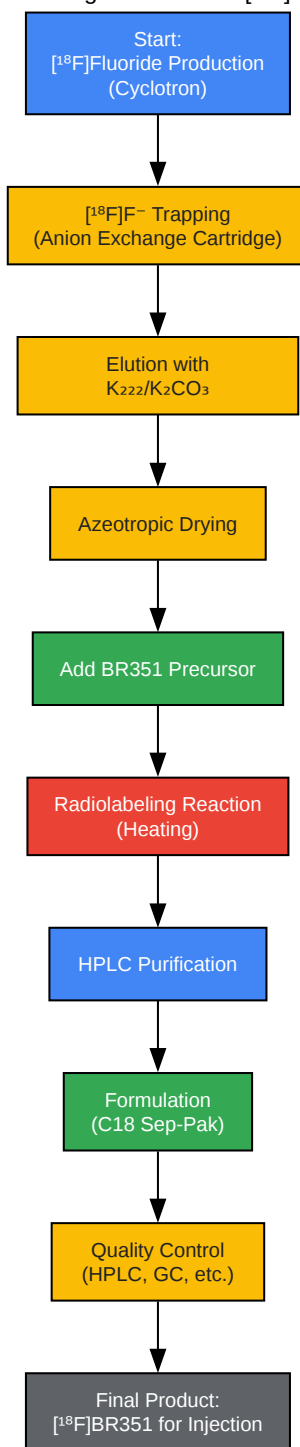 Start:
[¹⁸F]Fluoride Production
(Cyclotron)
[¹⁸F]F⁻ Trapping
(Anion Exchange Cartridge)
Elution with
K₂₂₂/K₂CO₃
Azeotropic Drying
Add BR351 Precursor
Radiolabeling Reaction
(Heating)
HPLC Purification
Formulation
(C18 Sep-Pak)
Quality Control
(HPLC, GC, etc.)
Final Product:
[¹⁸F]BR351 for Injection